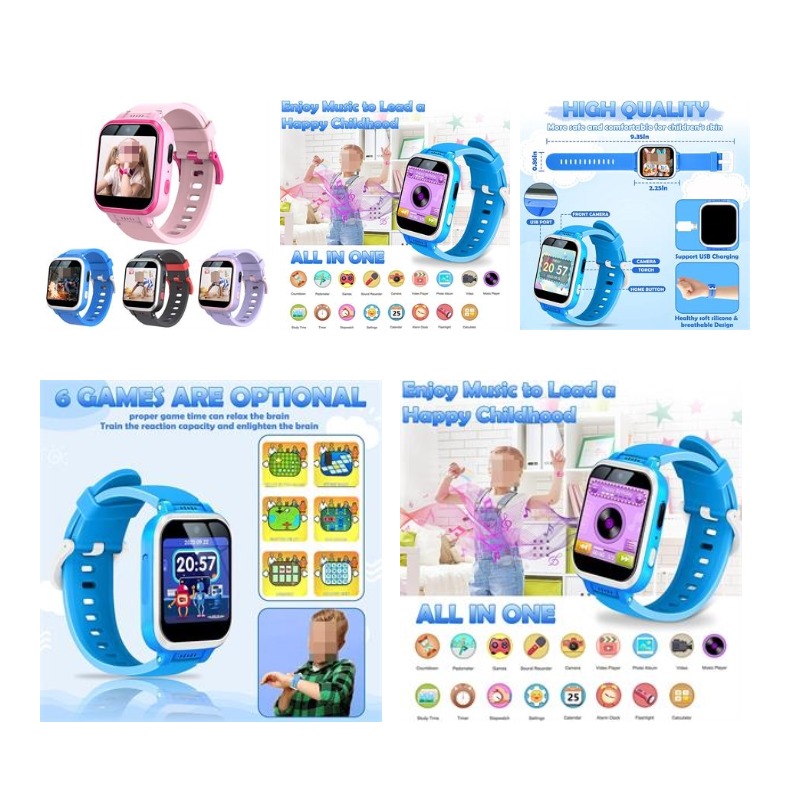 Enjoy Music to Lead a
Happy Childhood
ALL IN ONE
Countdown Pedometer Games Sound Recorder Camera Video Player Photo Album Video Music Player
Study Time Timer Stopwatch Settings Calendar Alarm Clock Flashlight Calculator
25
HIGH QUALITY
More safe and comfortable for children's skin
9.25in
2.25in
USB PORT
FRONT CAMERA
20 57
CAMERA
TORCH
HOME BUTTON
Support USB Charging
Healthy soft silicone &
breathable Design
6 GAMES ARE OPTIONAL
proper game time can relax the brain
Train the reaction capacity and enlighten the brain
2020.09.22
20:57
Enjoy Music to Lead a
Happy Childhood
ALL IN ONE
Countdown Pedometer Games Sound Recorder Camera Video Player Photo Album Video Music Player
25
Study Time Timer Stopwatch Settings Calendar Alarm Clock Flashlight Calculator